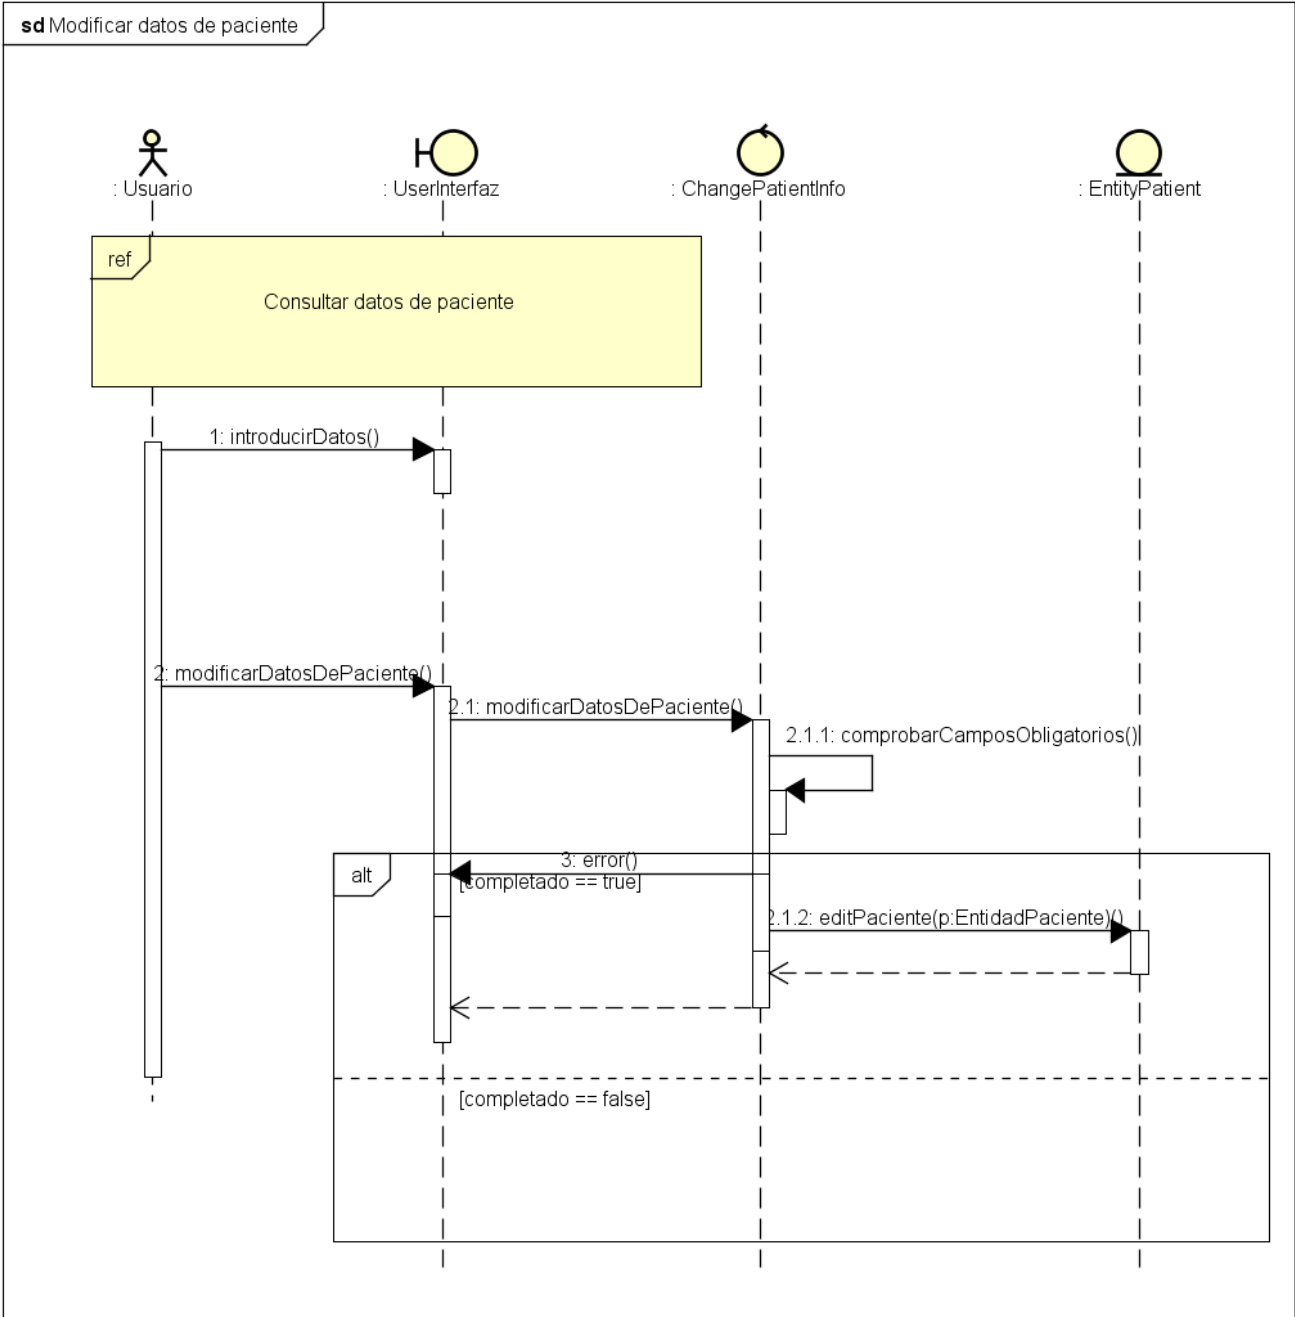 sd Modificar datos de paciente
: Usuario
: UserInterfaz
: ChangePatientInfo
: EntityPatient
ref
Consultar datos de paciente
1: introducirDatos()
2: modificarDatosDePaciente()
2.1: modificarDatosDePaciente()
2.1.1: comprobarCamposObligatorios()
3: error()
alt
[completado == true]
2.1.2: editPaciente(p:EntidadPaciente)()
[completado == false]